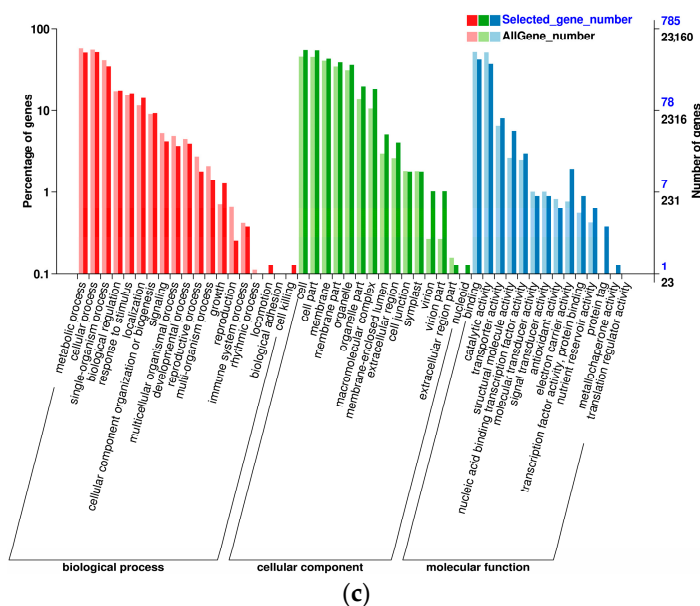 Selected_gene_number
AllGene_number
Percentage of genes
100
10
1
0.1
Number of genes
785
23,160
78
2316
7
231
1
23
metabolic process
cellular process
single-organism process
biological regulation
response to stimulus
localization
cellular component organization or biogenesis
signaling
multicellular organismal process
developmental process
reproductive process
multi-organism process
growth
reproduction
immune system process
rhythmic process
locomotion
biological adhesion
cell killing
cell
cell part
membrane
membrane part
organelle
organelle part
macromolecular complex
membrane-enclosed lumen
extracellular region
cell junction
symplast
virion
virion part
extracellular region part
nucleoid
binding
catalytic activity
transporter activity
structural molecule activity
nucleic acid binding transcription factor activity
molecular transducer activity
signal transducer activity
antioxidant activity
electron carrier activity
transcription factor activity, protein binding
nutrient reservoir activity
protein tag
metallochaperone activity
translation regulator activity
biological process
cellular component
molecular function
(c)